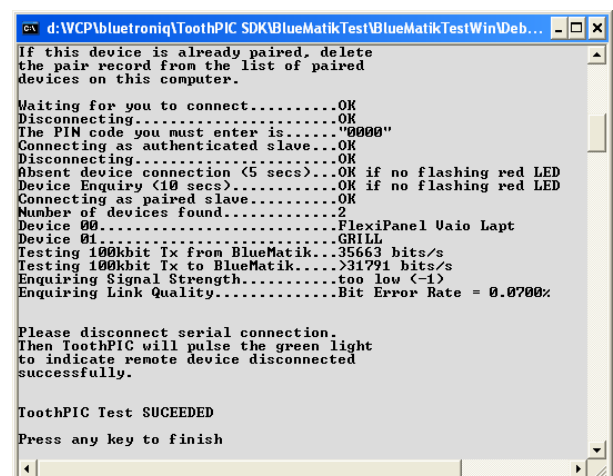 d:\WCP\bluetroniq\ToothPIC SDK\BlueMatikTest\BlueMatikTestWin\Deb...
If this device is already paired, delete
the pair record from the list of paired
devices on this computer.
Waiting for you to connect..........OK
Disconnecting.......................OK
The PIN code you must enter is......"0000"
Connecting as authenticated slave...OK
Disconnecting.......................OK
Absent device connection (5 secs)...OK if no flashing red LED
Device Enquiry (10 secs)............OK if no flashing red LED
Connecting as paired slave..........OK
Number of devices found.............2
Device 00...........................FlexiPanel Vaio Lapt
Device 01...........................GRILL
Testing 100kbit Tx from BlueMatik...35663 bits/s
Testing 100kbit Tx to BlueMatik....>31791 bits/s
Enquiring Signal Strength...........too low (-1)
Enquiring Link Quality..............Bit Error Rate = 0.0700%
Please disconnect serial connection.
Then ToothPIC will pulse the green light
to indicate remote device disconnected
successfully.
ToothPIC Test SUCEEDED
Press any key to finish